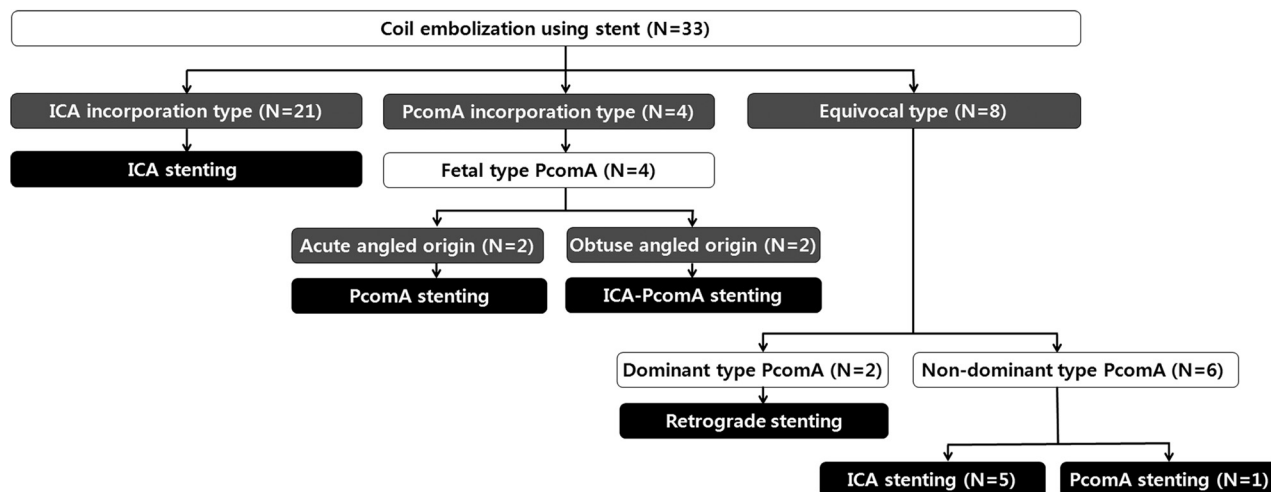 Coil embolization using stent (N=33)
ICA incorporation type (N=21)
PcomA incorporation type (N=4)
Equivocal type (N=8)
ICA stenting
Fetal type PcomA (N=4)
Acute angled origin (N=2)
Obtuse angled origin (N=2)
PcomA stenting
ICA-PcomA stenting
Dominant type PcomA (N=2)
Non-dominant type PcomA (N=6)
Retrograde stenting
ICA stenting (N=5)
PcomA stenting (N=1)